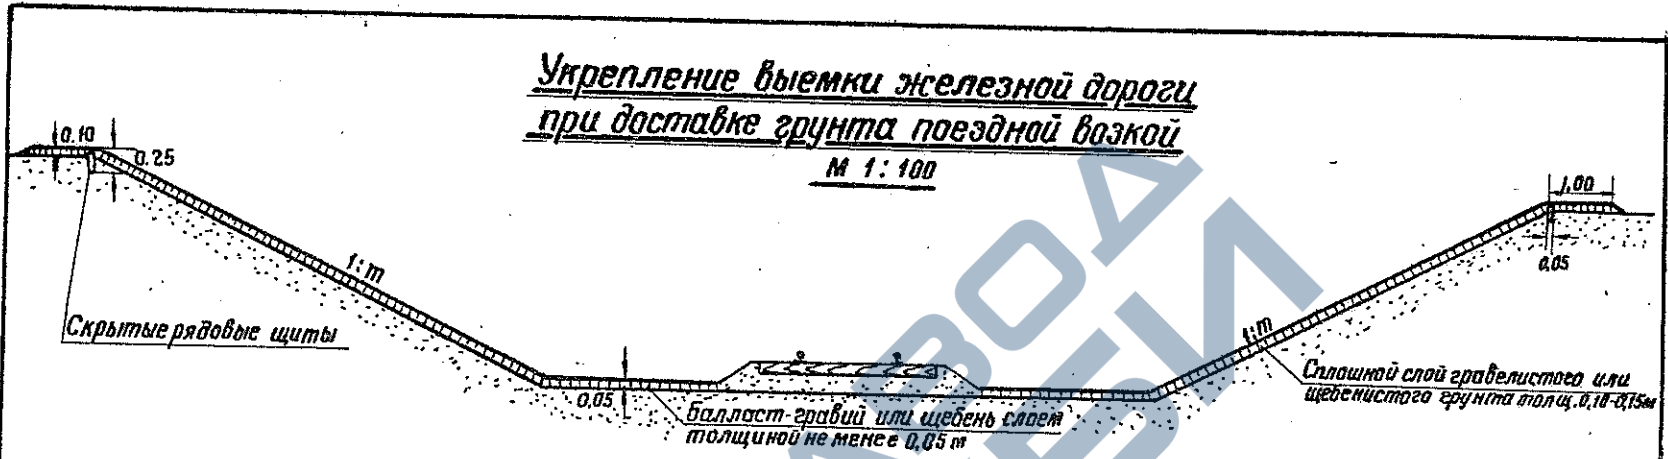 Укрепление выемки железной дороги
при доставке грунта поездной возкой
М 1:100
0.10
0.25
1.00
0.05
1:m
1:m
Скрытые рядовые щиты
0.05
Балласт-гравий или щебень слоем
толщиной не менее 0,05 м
Сплошной слой гравелистого или
щебенистого грунта толщ. 0,10-0,15м
ЗАВОД
ЖБИ